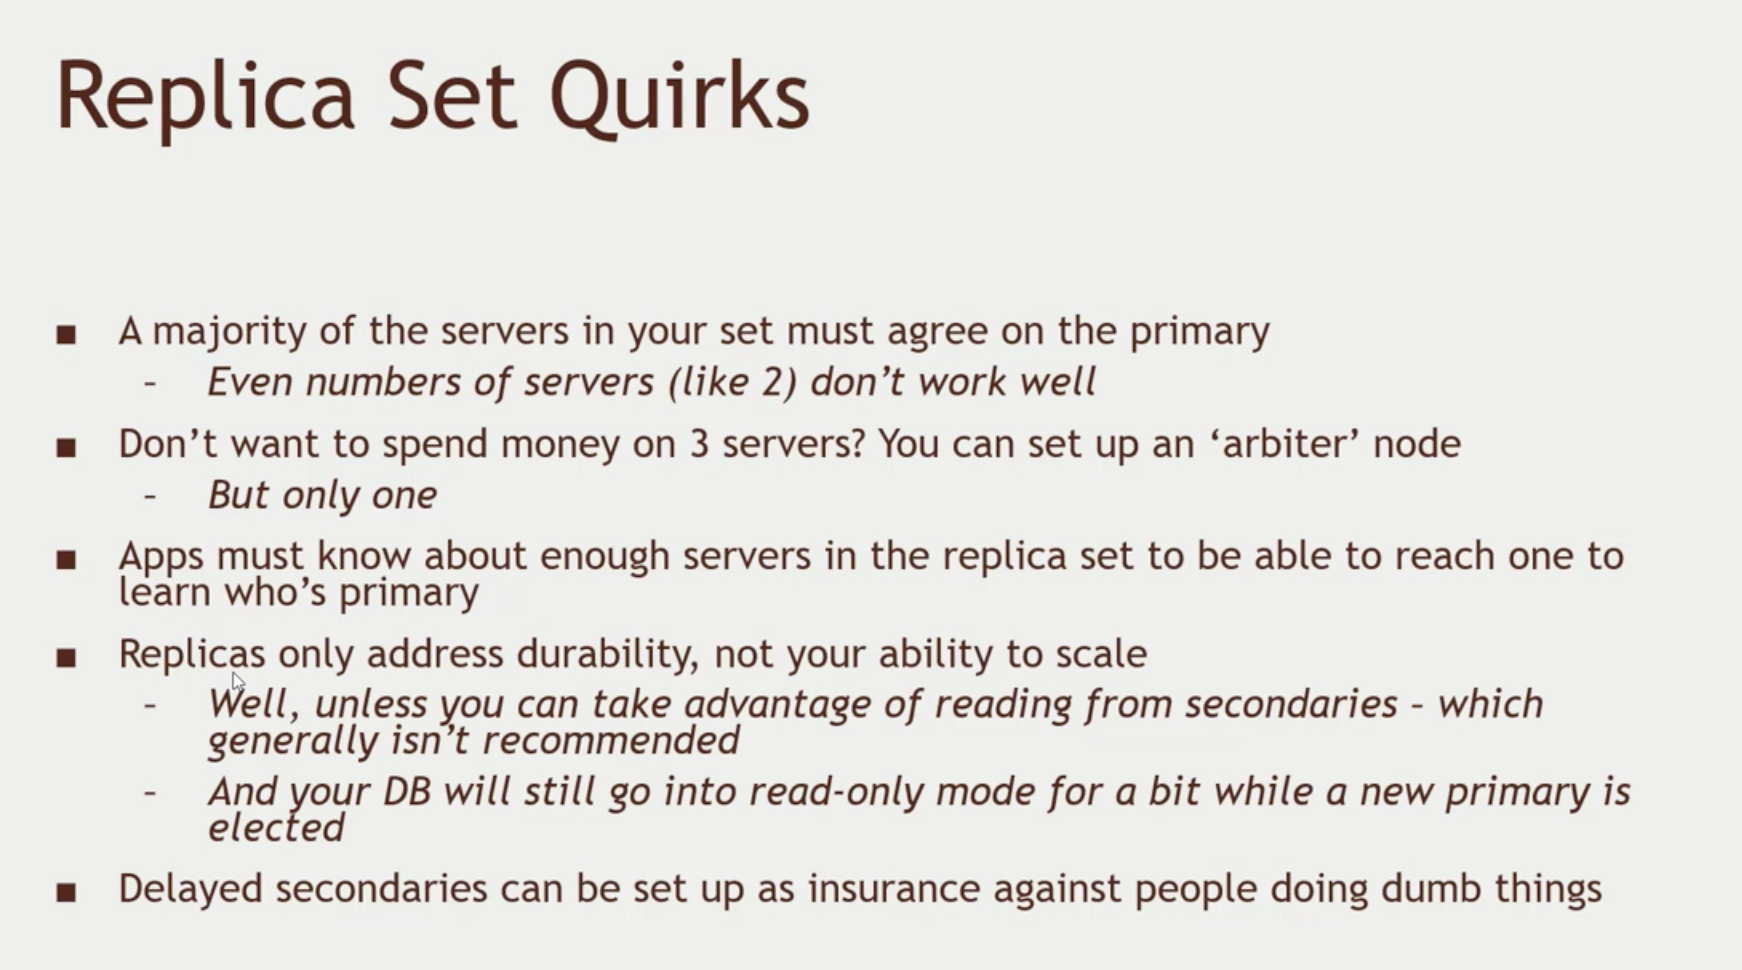 Replica Set Quirks
■ A majority of the servers in your set must agree on the primary
– Even numbers of servers (like 2) don’t work well
■ Don’t want to spend money on 3 servers? You can set up an ‘arbiter’ node
– But only one
■ Apps must know about enough servers in the replica set to be able to reach one to
learn who’s primary
■ Replicas only address durability, not your ability to scale
– Well, unless you can take advantage of reading from secondaries – which
generally isn’t recommended
– And your DB will still go into read-only mode for a bit while a new primary is
elected
■ Delayed secondaries can be set up as insurance against people doing dumb things